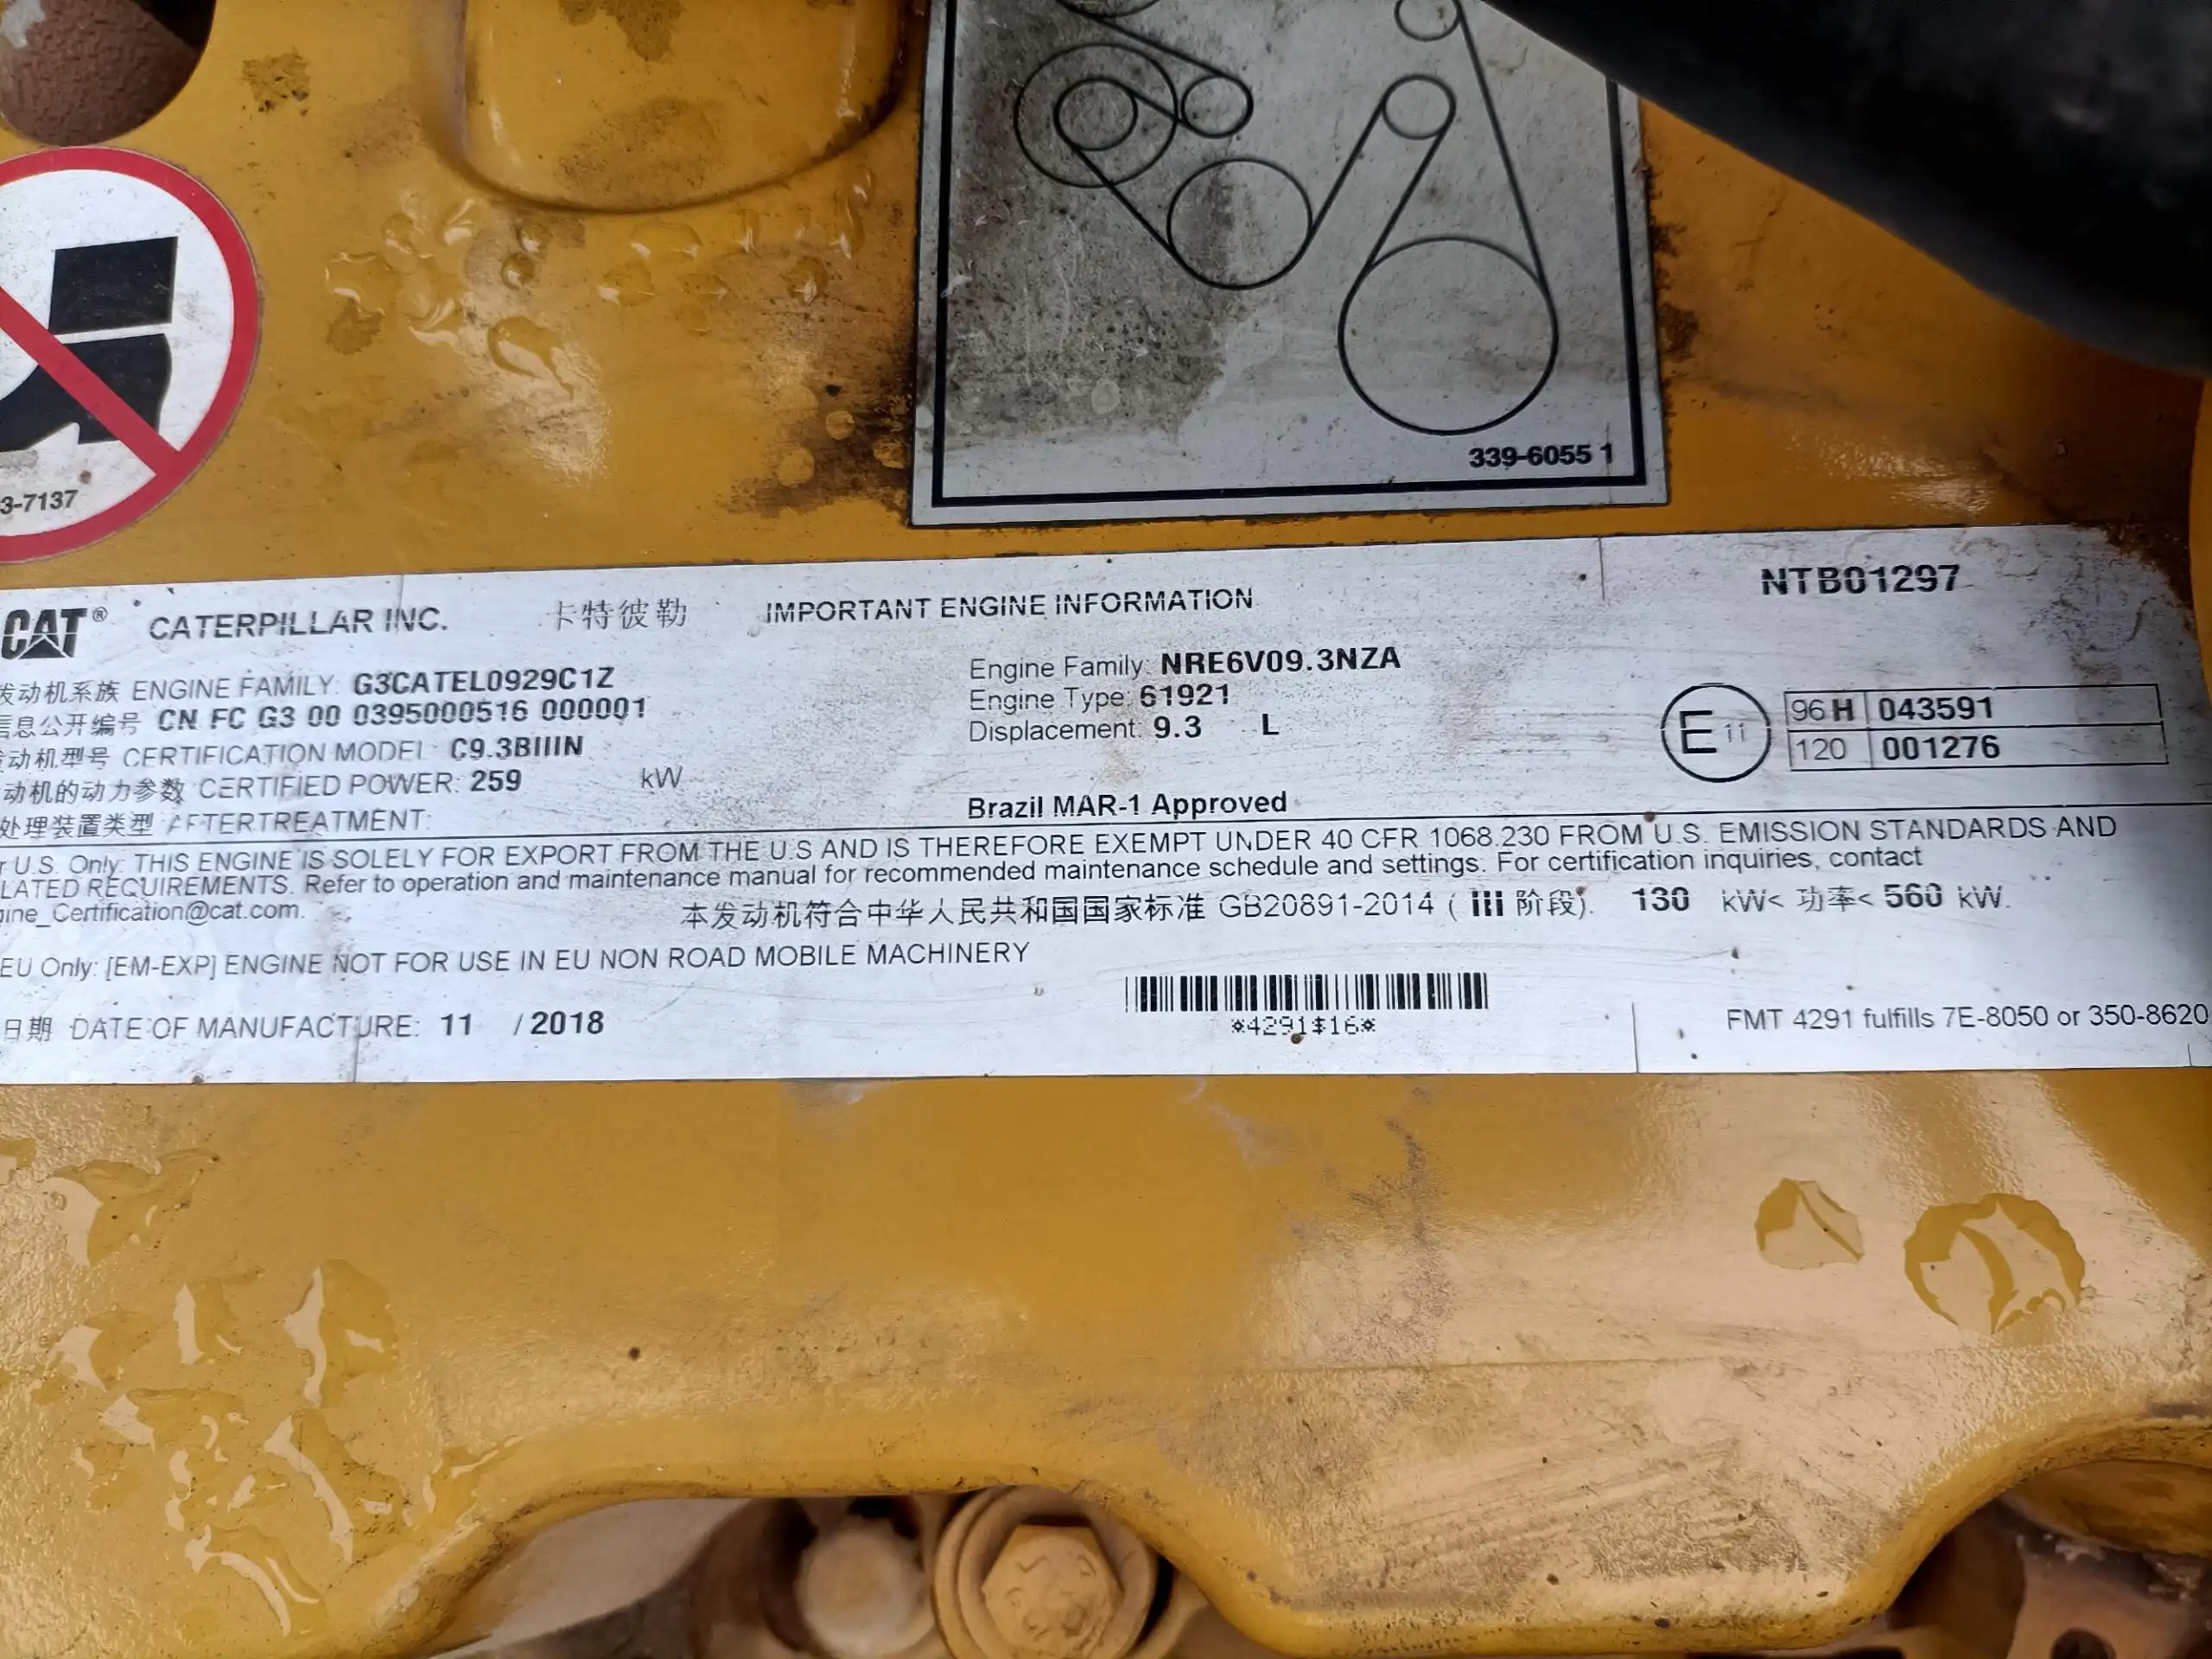 339-6055 1
3-7137
CAT® CATERPILLAR INC. 卡特彼勒 IMPORTANT ENGINE INFORMATION NTB01297
发动机系族 ENGINE FAMILY: G3CATEL0929C1Z
信息公开编号 CN FC G3 00 0395000516 000001
动机型号 CERTIFICATION MODEL: C9.3BIIIN
动机的动力参数 CERTIFIED POWER: 259 kW
处理装置类型 AFTERTREATMENT:
Engine Family: NRE6V09.3NZA
Engine Type: 61921
Displacement: 9.3 L
Brazil MAR-1 Approved
E 11
96 H 043591
120 001276
r U.S. Only: THIS ENGINE IS SOLELY FOR EXPORT FROM THE U.S AND IS THEREFORE EXEMPT UNDER 40 CFR 1068.230 FROM U.S. EMISSION STANDARDS AND
LATED REQUIREMENTS. Refer to operation and maintenance manual for recommended maintenance schedule and settings. For certification inquiries, contact
gine_Certification@cat.com.
本发动机符合中华人民共和国国家标准 GB20891-2014 ( iii 阶段). 130 kW< 功率< 560 kW.
EU Only: [EM-EXP] ENGINE NOT FOR USE IN EU NON ROAD MOBILE MACHINERY
日期 DATE OF MANUFACTURE: 11 / 2018
*4291$16*
FMT 4291 fulfills 7E-8050 or 350-8620